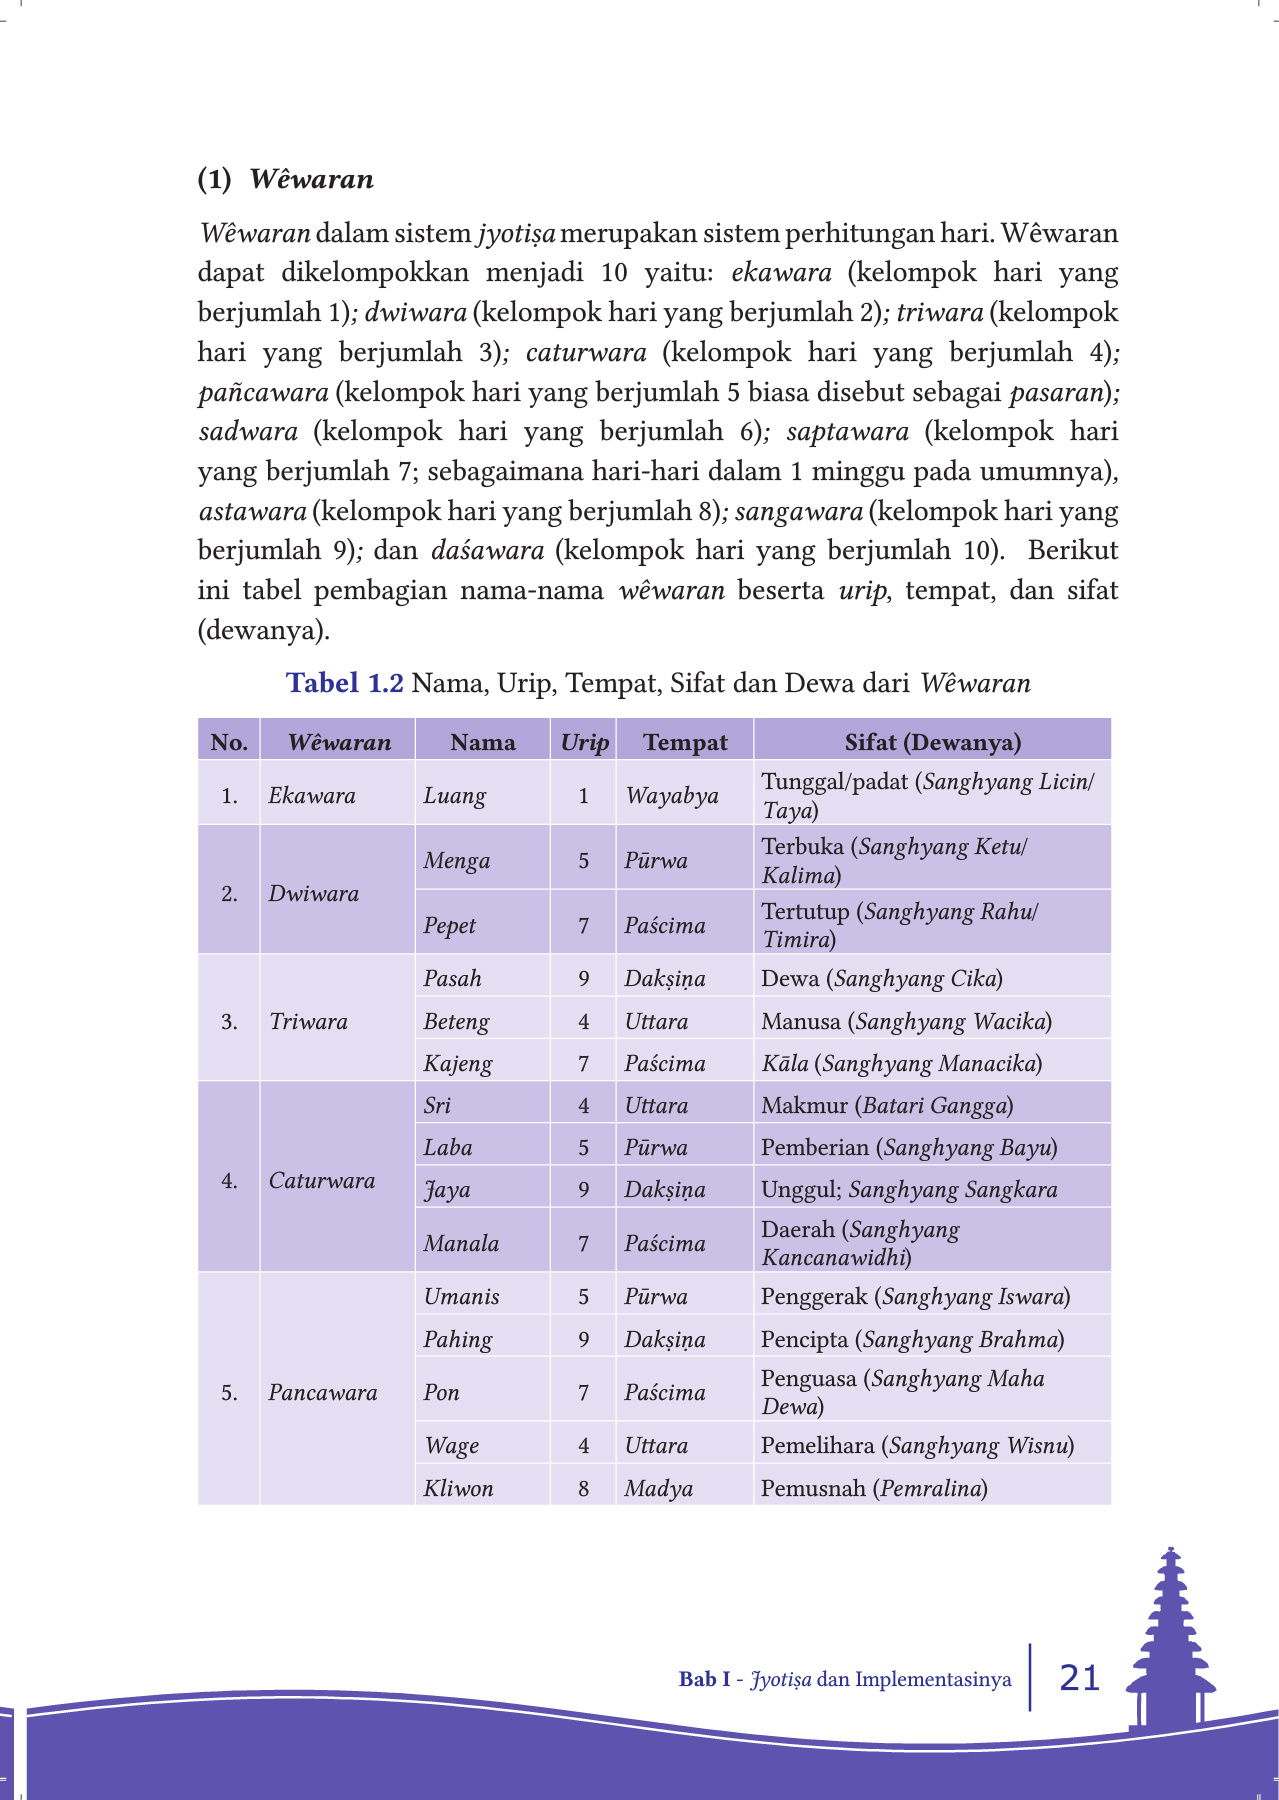 (1) Wêwaran
Wêwaran dalam sistem jyotiṣa merupakan sistem perhitungan hari. Wêwaran
dapat dikelompokkan menjadi 10 yaitu: ekawara (kelompok hari yang
berjumlah 1); dwiwara (kelompok hari yang berjumlah 2); triwara (kelompok
hari yang berjumlah 3); caturwara (kelompok hari yang berjumlah 4);
pañcawara (kelompok hari yang berjumlah 5 biasa disebut sebagai pasaran);
sadwara (kelompok hari yang berjumlah 6); saptawara (kelompok hari
yang berjumlah 7; sebagaimana hari-hari dalam 1 minggu pada umumnya),
astawara (kelompok hari yang berjumlah 8); sangawara (kelompok hari yang
berjumlah 9); dan daśawara (kelompok hari yang berjumlah 10). Berikut
ini tabel pembagian nama-nama wêwaran beserta urip, tempat, dan sifat
(dewanya).
Tabel 1.2 Nama, Urip, Tempat, Sifat dan Dewa dari Wêwaran
No. Wêwaran Nama Urip Tempat Sifat (Dewanya)
1. Ekawara Luang 1 Wayabya Tunggal/padat (Sanghyang Licin/
Taya)
2. Dwiwara Menga 5 Pūrwa Terbuka (Sanghyang Ketu/
Kalima)
Pepet 7 Paścima Tertutup (Sanghyang Rahu/
Timira)
3. Triwara Pasah 9 Dakṣiṇa Dewa (Sanghyang Cika)
Beteng 4 Uttara Manusa (Sanghyang Wacika)
Kajeng 7 Paścima Kāla (Sanghyang Manacika)
4. Caturwara Sri 4 Uttara Makmur (Batari Gangga)
Laba 5 Pūrwa Pemberian (Sanghyang Bayu)
Jaya 9 Dakṣiṇa Unggul; Sanghyang Sangkara
Manala 7 Paścima Daerah (Sanghyang
Kancanawidhi)
5. Pancawara Umanis 5 Pūrwa Penggerak (Sanghyang Iswara)
Pahing 9 Dakṣiṇa Pencipta (Sanghyang Brahma)
Pon 7 Paścima Penguasa (Sanghyang Maha
Dewa)
Wage 4 Uttara Pemelihara (Sanghyang Wisnu)
Kliwon 8 Madya Pemusnah (Pemralina)
Bab I - Jyotiṣa dan Implementasinya 21